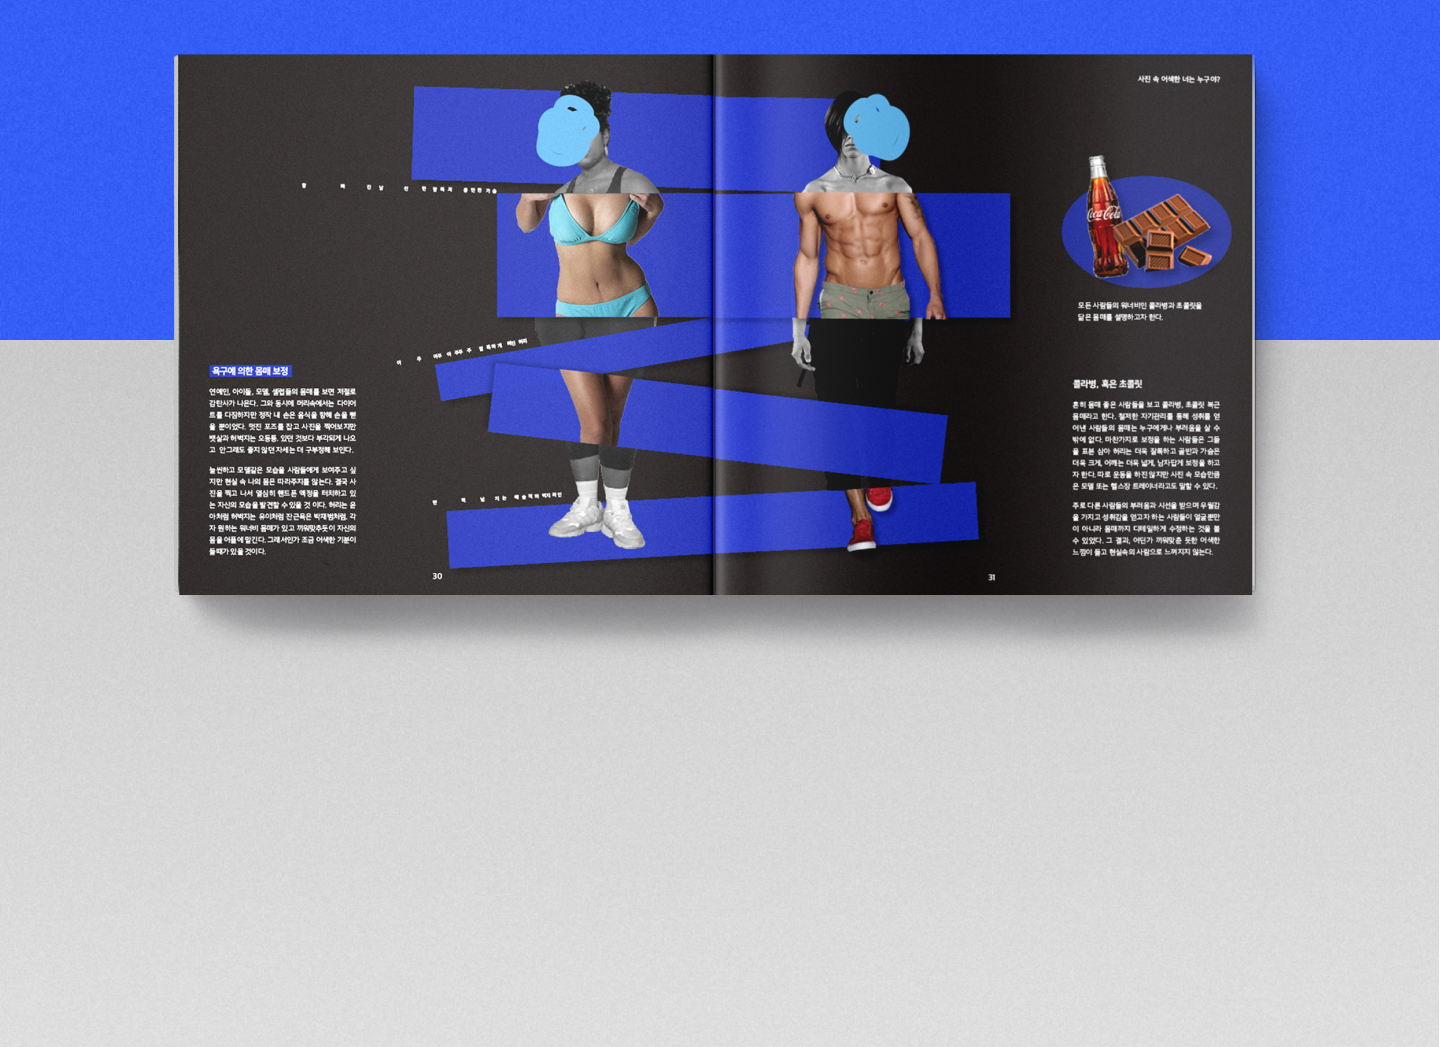 사진 속 어색한 너는 누구야?
욕구에 의한 몸매 보정
연예인, 아이돌, 모델, 셀럽들의 몸매를 보면 저절로
감탄사가 나온다. 그와 동시에 머리속에서는 다이어
트를 다짐하지만 정작 내 손은 음식을 향해 손을 뻗
을 뿐이었다. 멋진 포즈를 잡고 사진을 찍어보지만
뱃살과 허벅지는 오동통. 있던 것보다 부각되게 나오
고 안그래도 좋지 않던 자세는 더 구부정해 보인다.
늘씬하고 모델같은 모습을 사람들에게 보여주고 싶
지만 현실 속 나의 몸은 따라주지를 않는다. 결국 사
진을 찍고 나서 열심히 핸드폰 액정을 터치하고 있
는 자신의 모습을 발견할 수 있을 것 이다. 허리는 윤
아처럼 허벅지는 유이처럼 잔근육은 박재범처럼. 각
자 원하는 워너비 몸매가 있고 끼워맞추듯이 자신의
몸을 어플에 맡긴다. 그래서인가 조금 어색한 기분이
들때가 있을 것이다.
30
모든 사람들의 워너비인 콜라병과 초콜릿을
닮은 몸매를 설명하고자 한다.
Coca-Cola
콜라병, 혹은 초콜릿
흔히 몸매 좋은 사람들을 보고 콜라병, 초콜릿 복근
몸매라고 한다. 철저한 자기관리를 통해 성취를 얻
어낸 사람들의 몸매는 누구에게나 부러움을 살 수
밖에 없다. 마찬가지로 보정을 하는 사람들은 그들
을 표본 삼아 허리는 더욱 잘록하고 골반과 가슴은
더욱 크게, 어깨는 더욱 넓게, 남자답게 보정을 하고
자 한다. 따로 운동을 하진 않지만 사진 속 모습만큼
은 모델 또는 헬스장 트레이너라고도 말할 수 있다.
주로 다른 사람들의 부러움과 시선을 받으며 우월감
을 가지고 성취감을 얻고자 하는 사람들이 얼굴뿐만
이 아니라 몸매까지 디테일하게 수정하는 것을 볼
수 있었다. 그 결과, 어딘가 끼워맞춘 듯한 어색한
느낌이 들고 현실속의 사람으로 느껴지지 않는다.
31